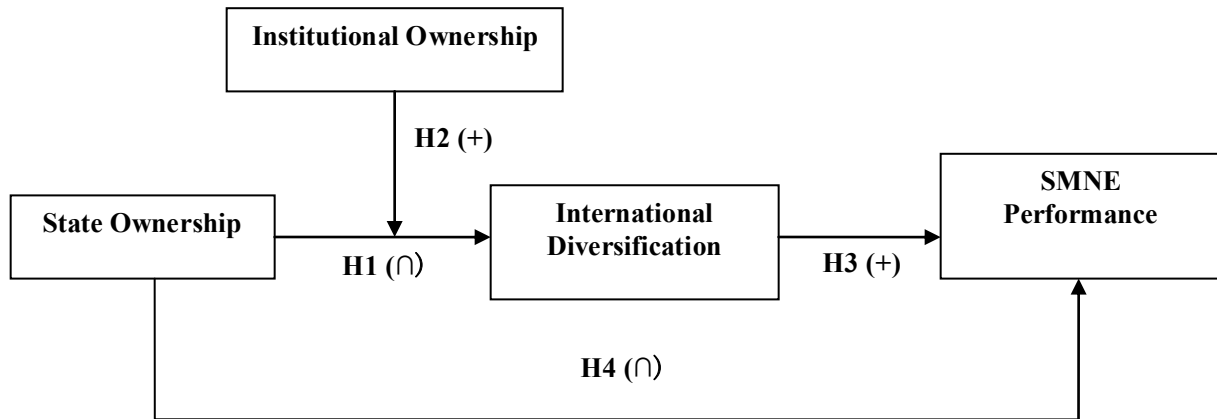 Institutional Ownership
H2 (+)
State Ownership
H1 (∩)
International
Diversification
H3 (+)
SMNE
Performance
H4 (∩)